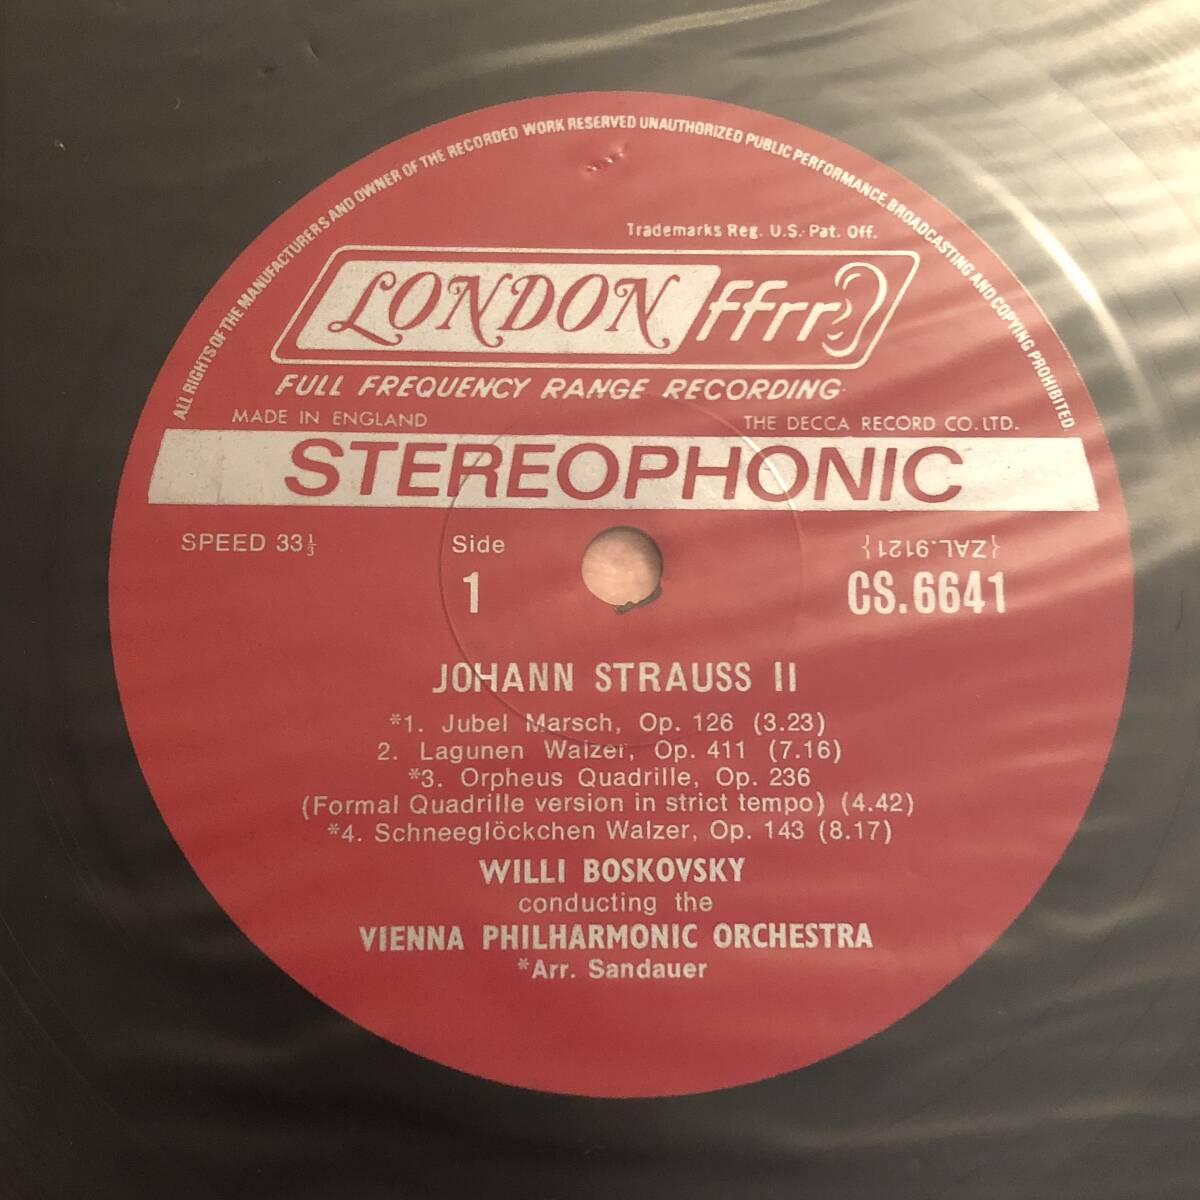 ALL RIGHTS OF THE MANUFACTURERS AND OWNER OF THE RECORDED WORK RESERVED UNAUTHORIZED PUBLIC PERFORMANCE, BROADCASTING AND COPYING PROHIBITED
Trademarks Reg. U.S. Pat. Off.
LONDON ffrr
FULL FREQUENCY RANGE RECORDING
MADE IN ENGLAND THE DECCA RECORD CO. LTD.
STEREOPHONIC
SPEED 33⅓ Side {ZAL.9121}
1 CS.6641
JOHANN STRAUSS II
*1. Jubel Marsch, Op. 126 (3.23)
2. Lagunen Walzer, Op. 411 (7.16)
*3. Orpheus Quadrille, Op. 236
(Formal Quadrille version in strict tempo) (4.42)
*4. Schneeglöckchen Walzer, Op. 143 (8.17)
WILLI BOSKOVSKY
conducting the
VIENNA PHILHARMONIC ORCHESTRA
*Arr. Sandauer